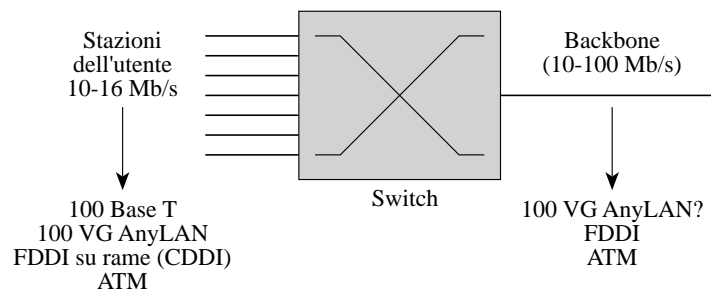 Stazioni
dell'utente
10-16 Mb/s
Backbone
(10-100 Mb/s)
Switch
100 Base T
100 VG AnyLAN
FDDI su rame (CDDI)
ATM
100 VG AnyLAN?
FDDI
ATM